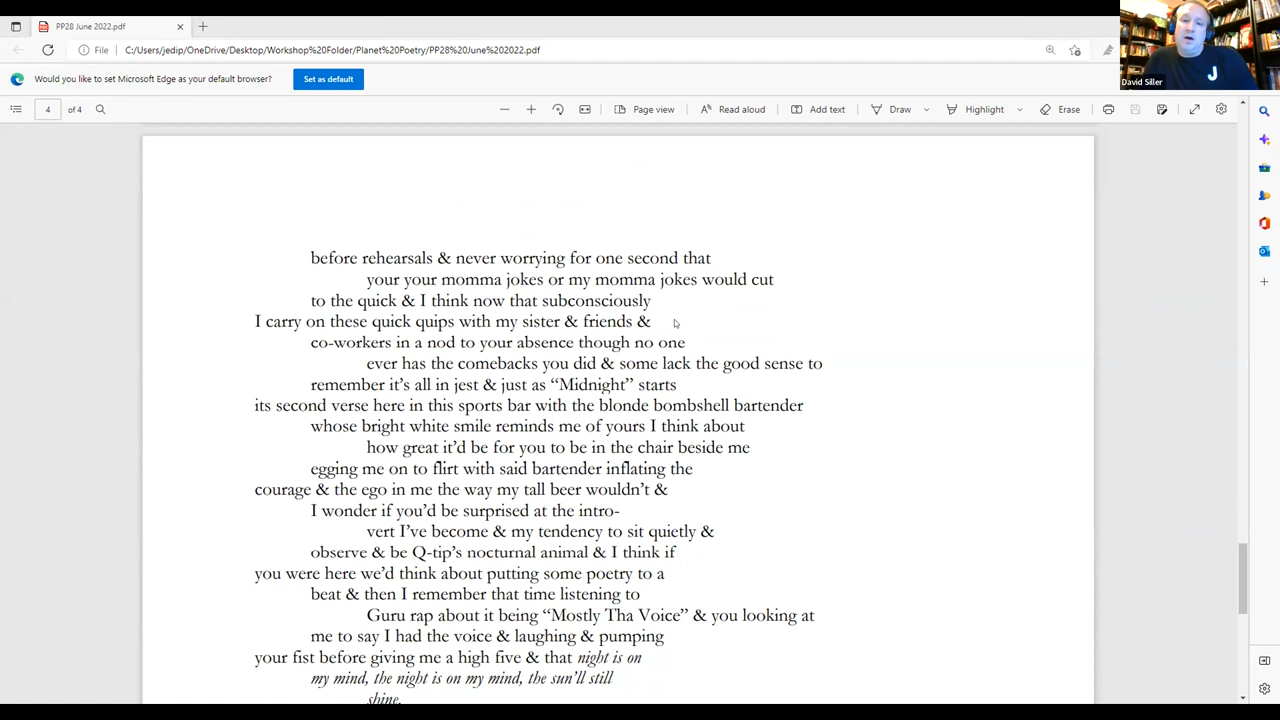 PP28 June 2022.pdf
File C:/Users/jedip/OneDrive/Desktop/Workshop%20Folder/Planet%20Poetry/PP28%20June%202022.pdf
Would you like to set Microsoft Edge as your default browser? Set as default
David Siller
4 of 4 Page view Read aloud Add text Draw Highlight Erase
before rehearsals & never worrying for one second that
your your momma jokes or my momma jokes would cut
to the quick & I think now that subconsciously
I carry on these quick quips with my sister & friends &
co-workers in a nod to your absence though no one
ever has the comebacks you did & some lack the good sense to
remember it's all in jest & just as “Midnight” starts
its second verse here in this sports bar with the blonde bombshell bartender
whose bright white smile reminds me of yours I think about
how great it'd be for you to be in the chair beside me
egging me on to flirt with said bartender inflating the
courage & the ego in me the way my tall beer wouldn't &
I wonder if you'd be surprised at the intro-
vert I've become & my tendency to sit quietly &
observe & be Q-tip's nocturnal animal & I think if
you were here we'd think about putting some poetry to a
beat & then I remember that time listening to
Guru rap about it being “Mostly Tha Voice” & you looking at
me to say I had the voice & laughing & pumping
your fist before giving me a high five & that night is on
my mind, the night is on my mind, the sun'll still
shine.